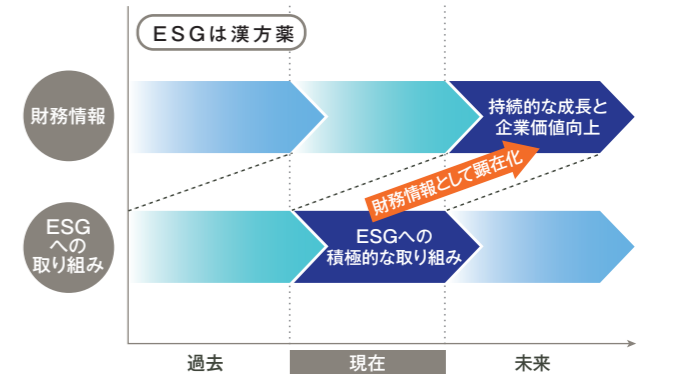 ESGは漢方薬
財務情報
持続的な成長と
企業価値向上
財務情報として顕在化
ESG
への
取り組み
ESGへの
積極的な取り組み
過去
現在
未来